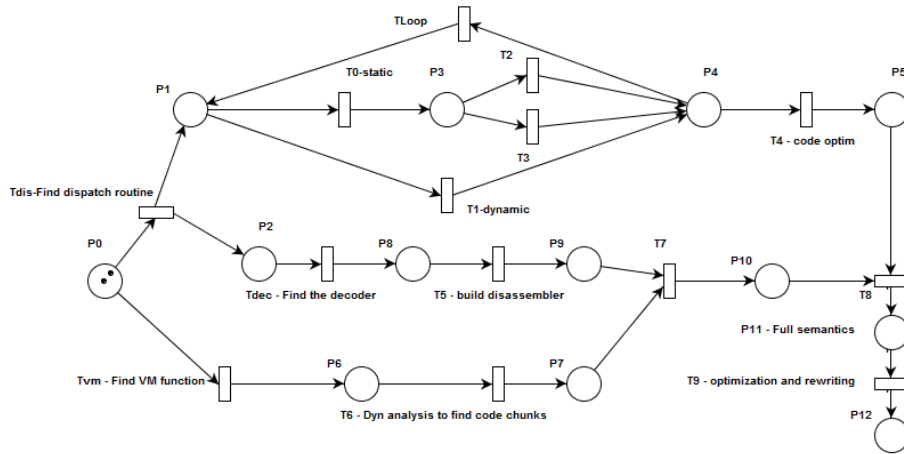 TLoop
T2
P4
P5
T0-static
P3
P1
T4 - code optim
T3
Tdis-Find dispatch routine
T1-dynamic
P2
P8
P9
T7
P0
P10
Tdec - Find the decoder
T5 - build disassembler
T8
P11 - Full semantics
P6
P7
Tvm - Find VM function
T9 - optimization and rewriting
T6 - Dyn analysis to find code chunks
P12